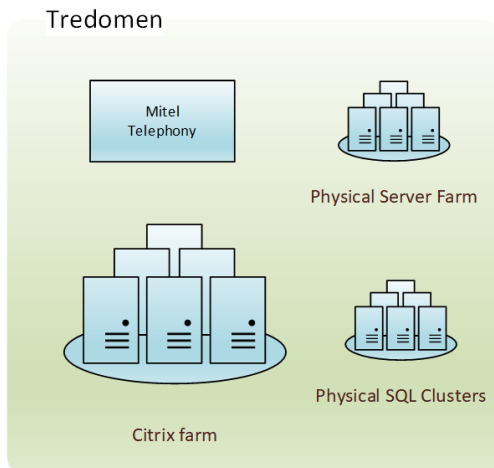 Tredomen
Mitel
Telephony
Physical Server Farm
Physical SQL Clusters
Citrix farm